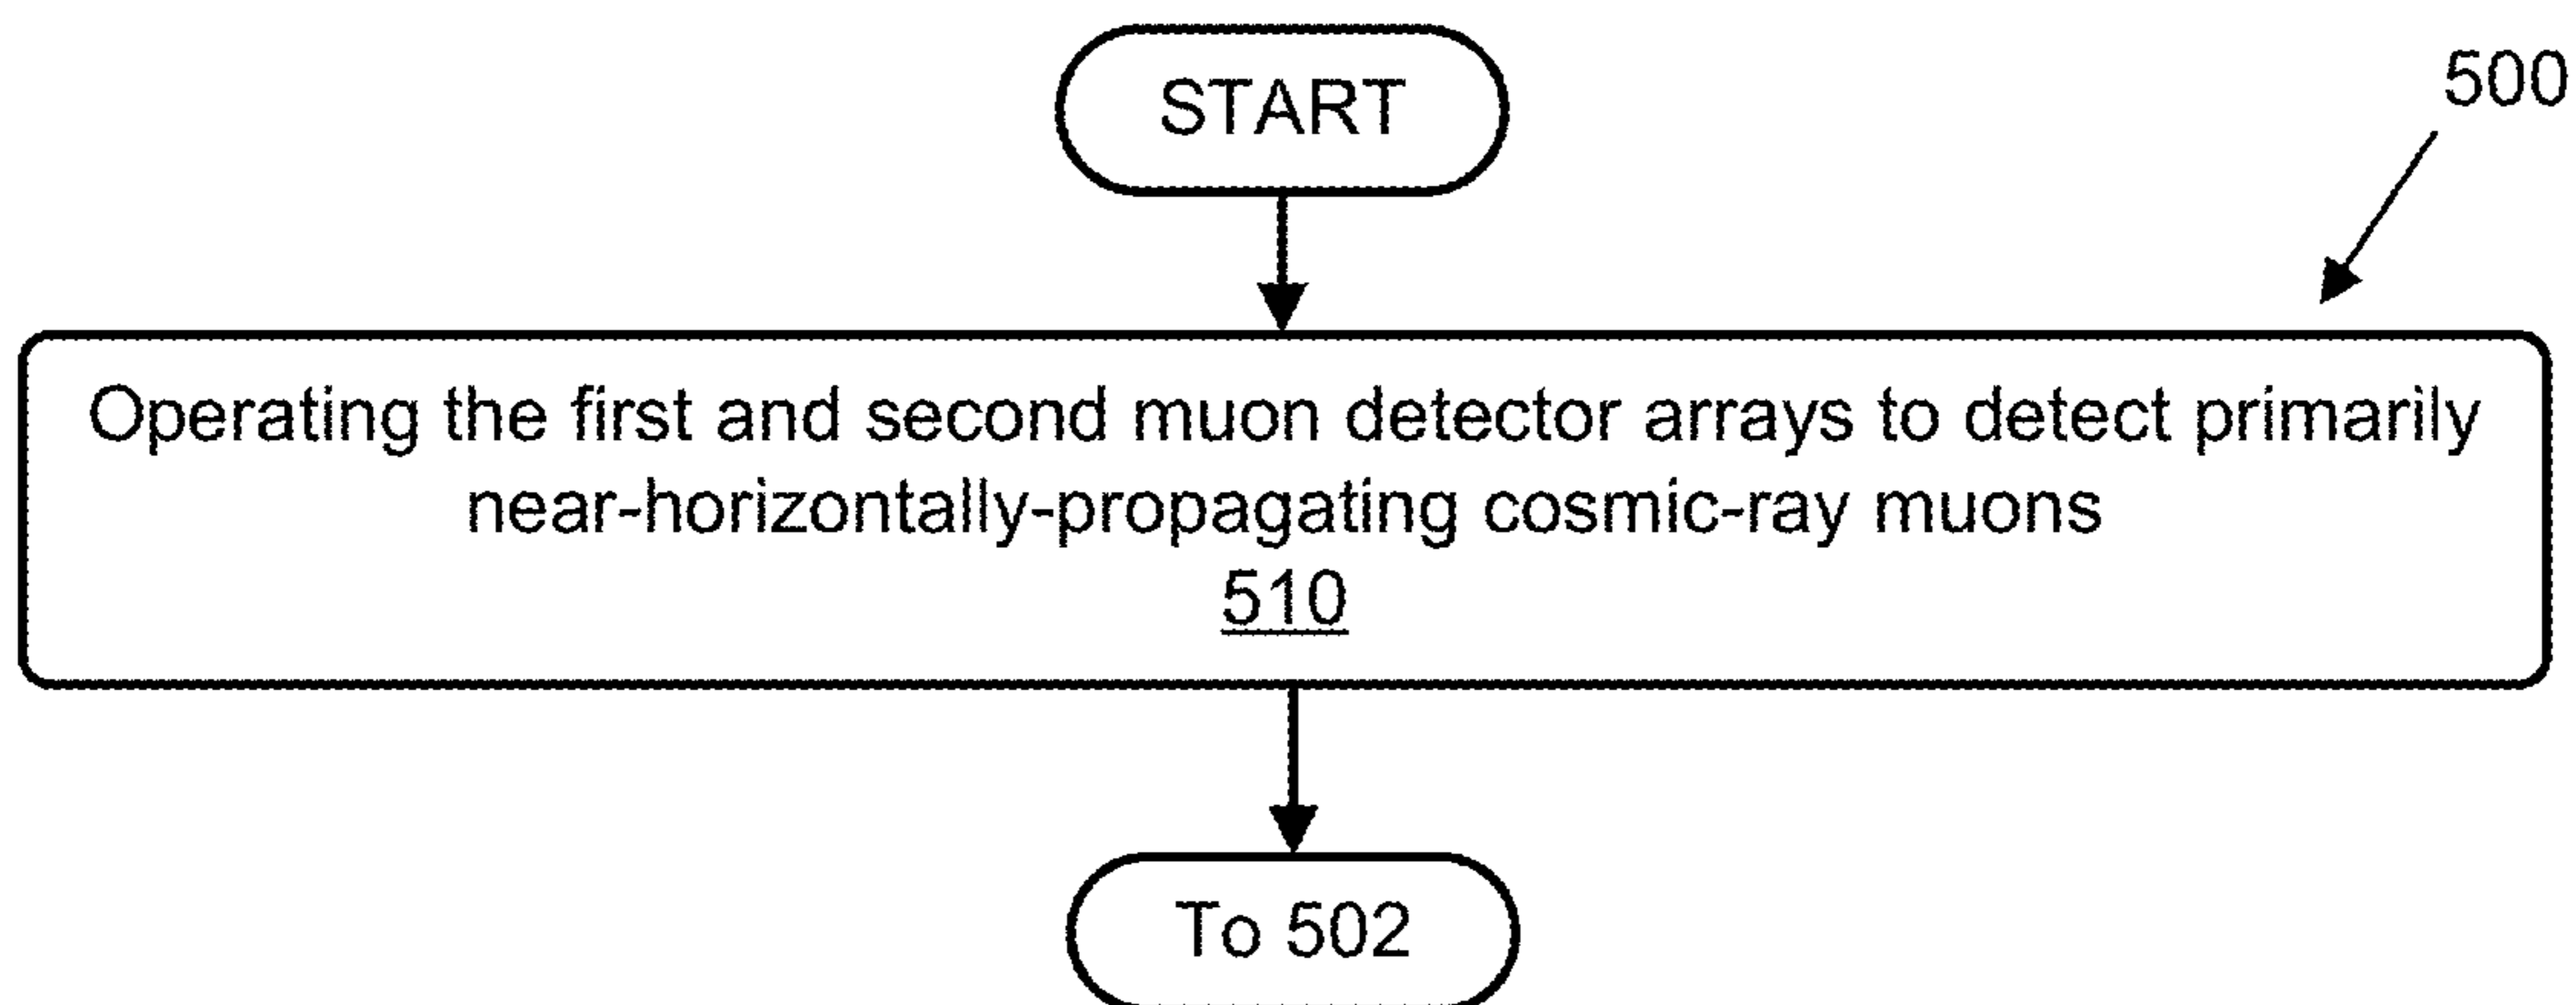 START
500
Operating the first and second muon detector arrays to detect primarily
near-horizontally-propagating cosmic-ray muons
510
To 502